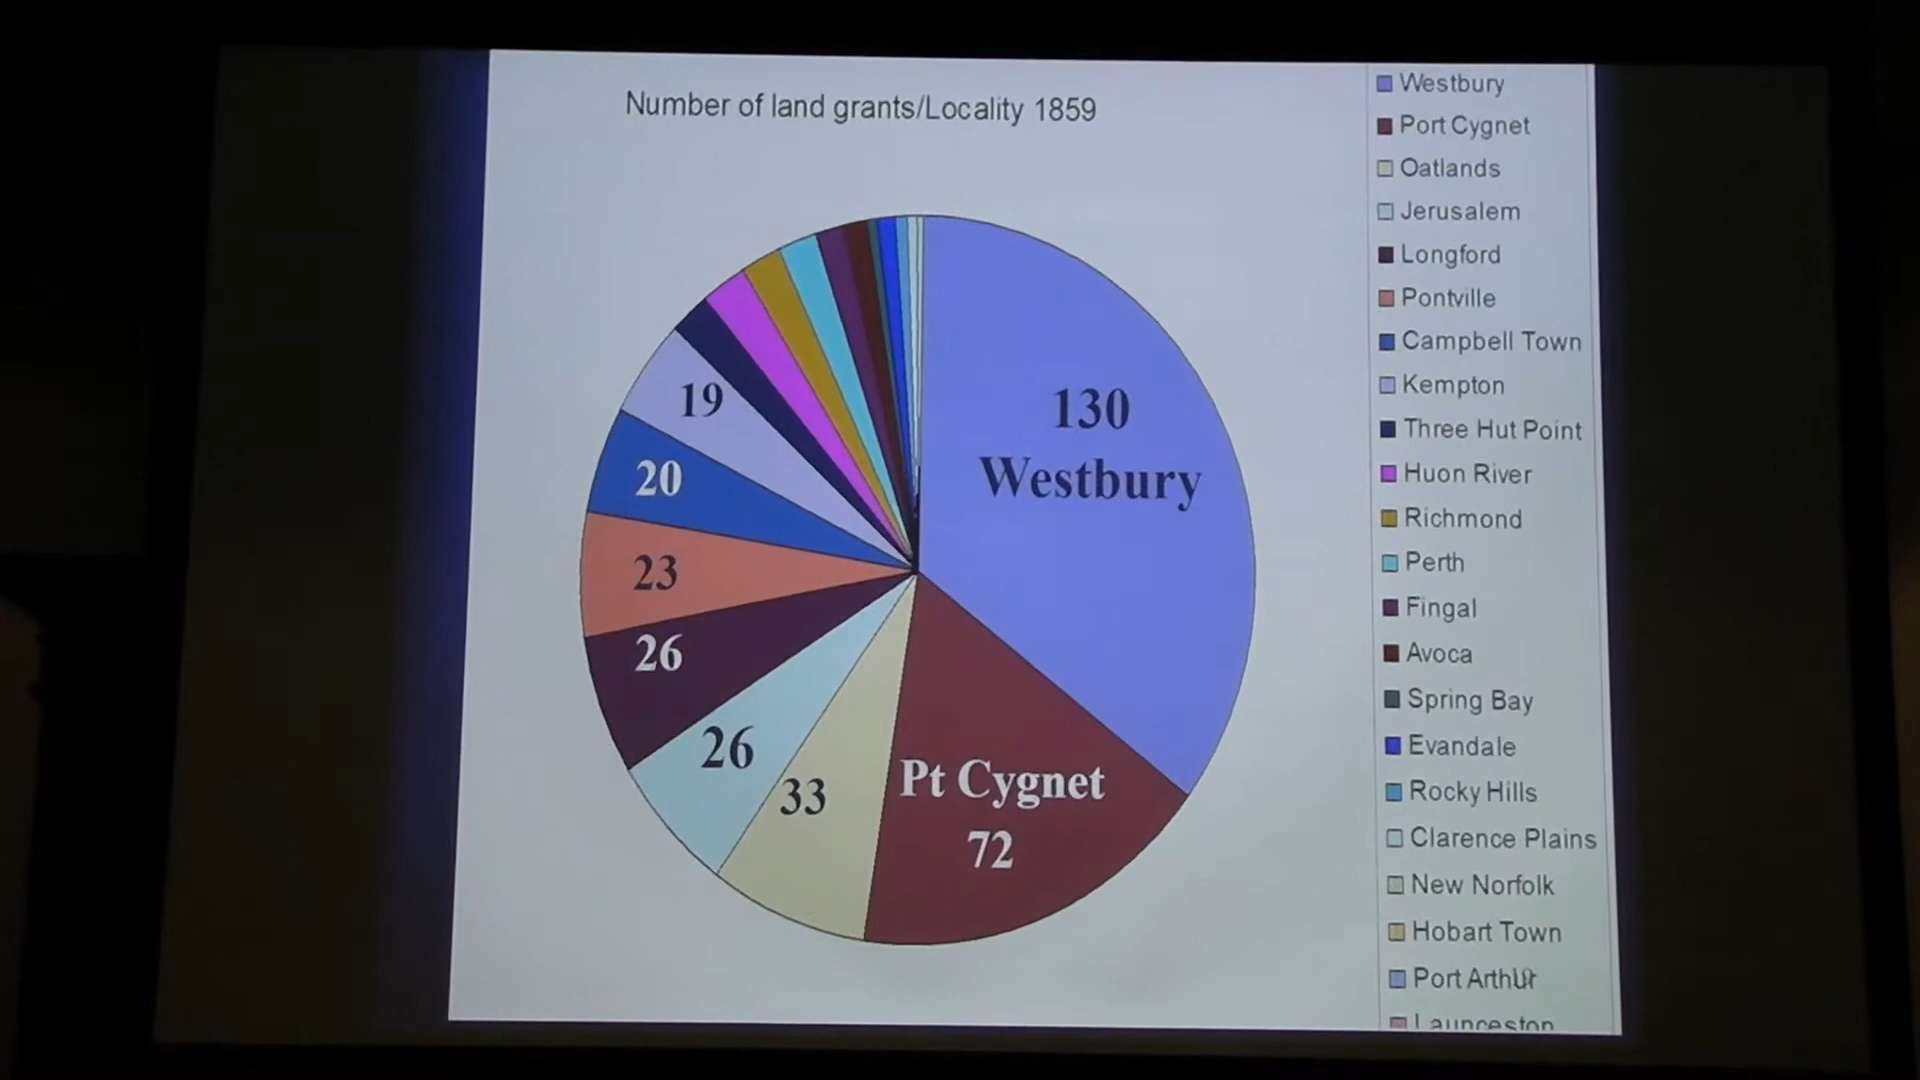 Number of land grants/Locality 1859
130
Westbury
Pt Cygnet
72
33
26
26
23
20
19
Westbury
Port Cygnet
Oatlands
Jerusalem
Longford
Pontville
Campbell Town
Kempton
Three Hut Point
Huon River
Richmond
Perth
Fingal
Avoca
Spring Bay
Evandale
Rocky Hills
Clarence Plains
New Norfolk
Hobart Town
Port Arthur
Launceston